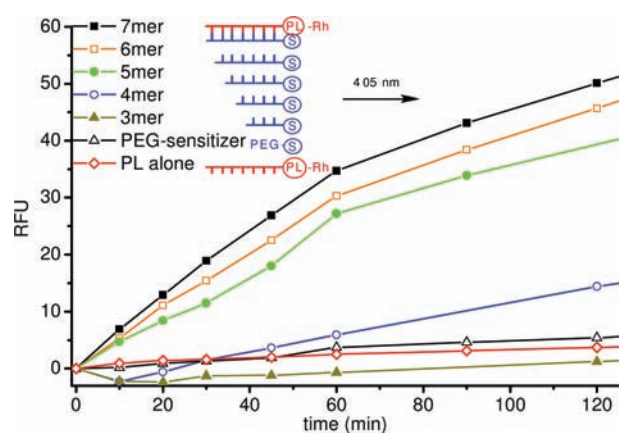 60
50
40
30
20
10
0
RFU
7mer
6mer
5mer
4mer
3mer
PEG-sensitizer
PL alone
PL-Rh
S
S
S
S
S
PEG-S
PL-Rh
405 nm
0 20 40 60 80 100 120
time (min)